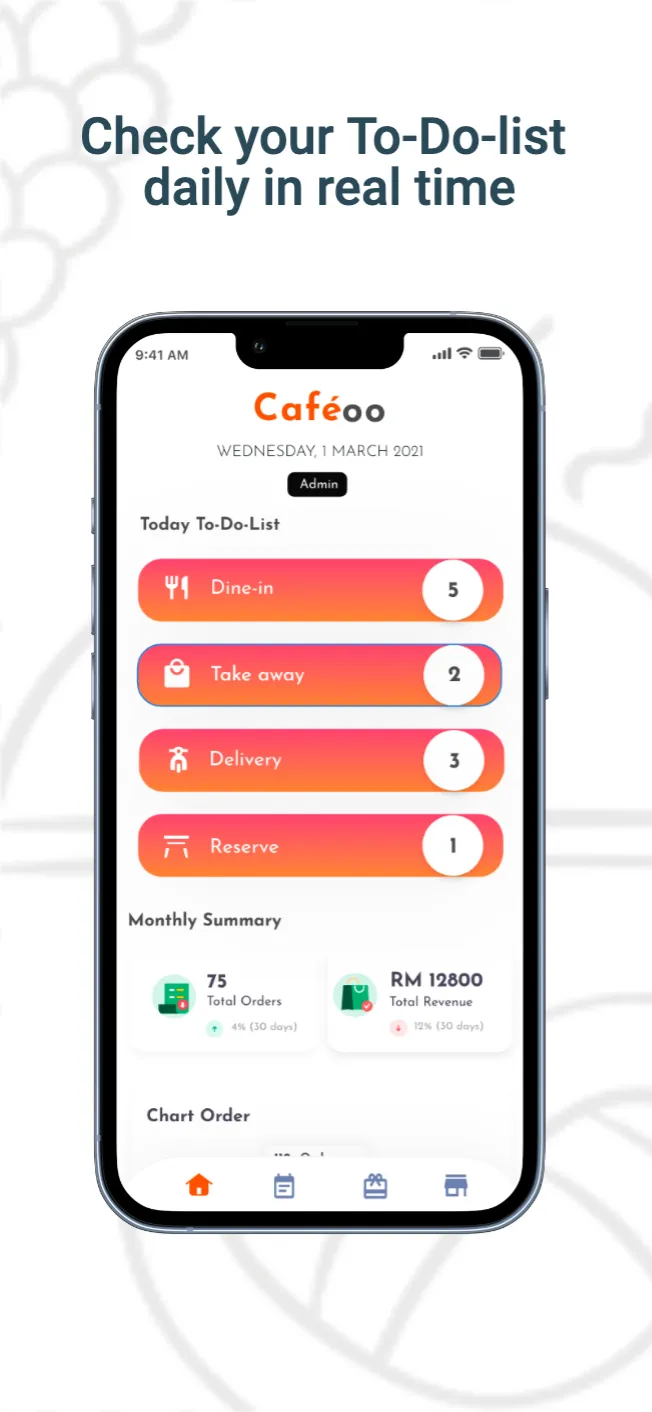 Check your To-Do-list
daily in real time
9:41 AM
Caféoo
WEDNESDAY, 1 MARCH 2021
Admin
Today To-Do-List
Dine-in 5
Take away 2
Delivery 3
Reserve 1
Monthly Summary
75
Total Orders
4% (30 days)
RM 12800
Total Revenue
12% (30 days)
Chart Order